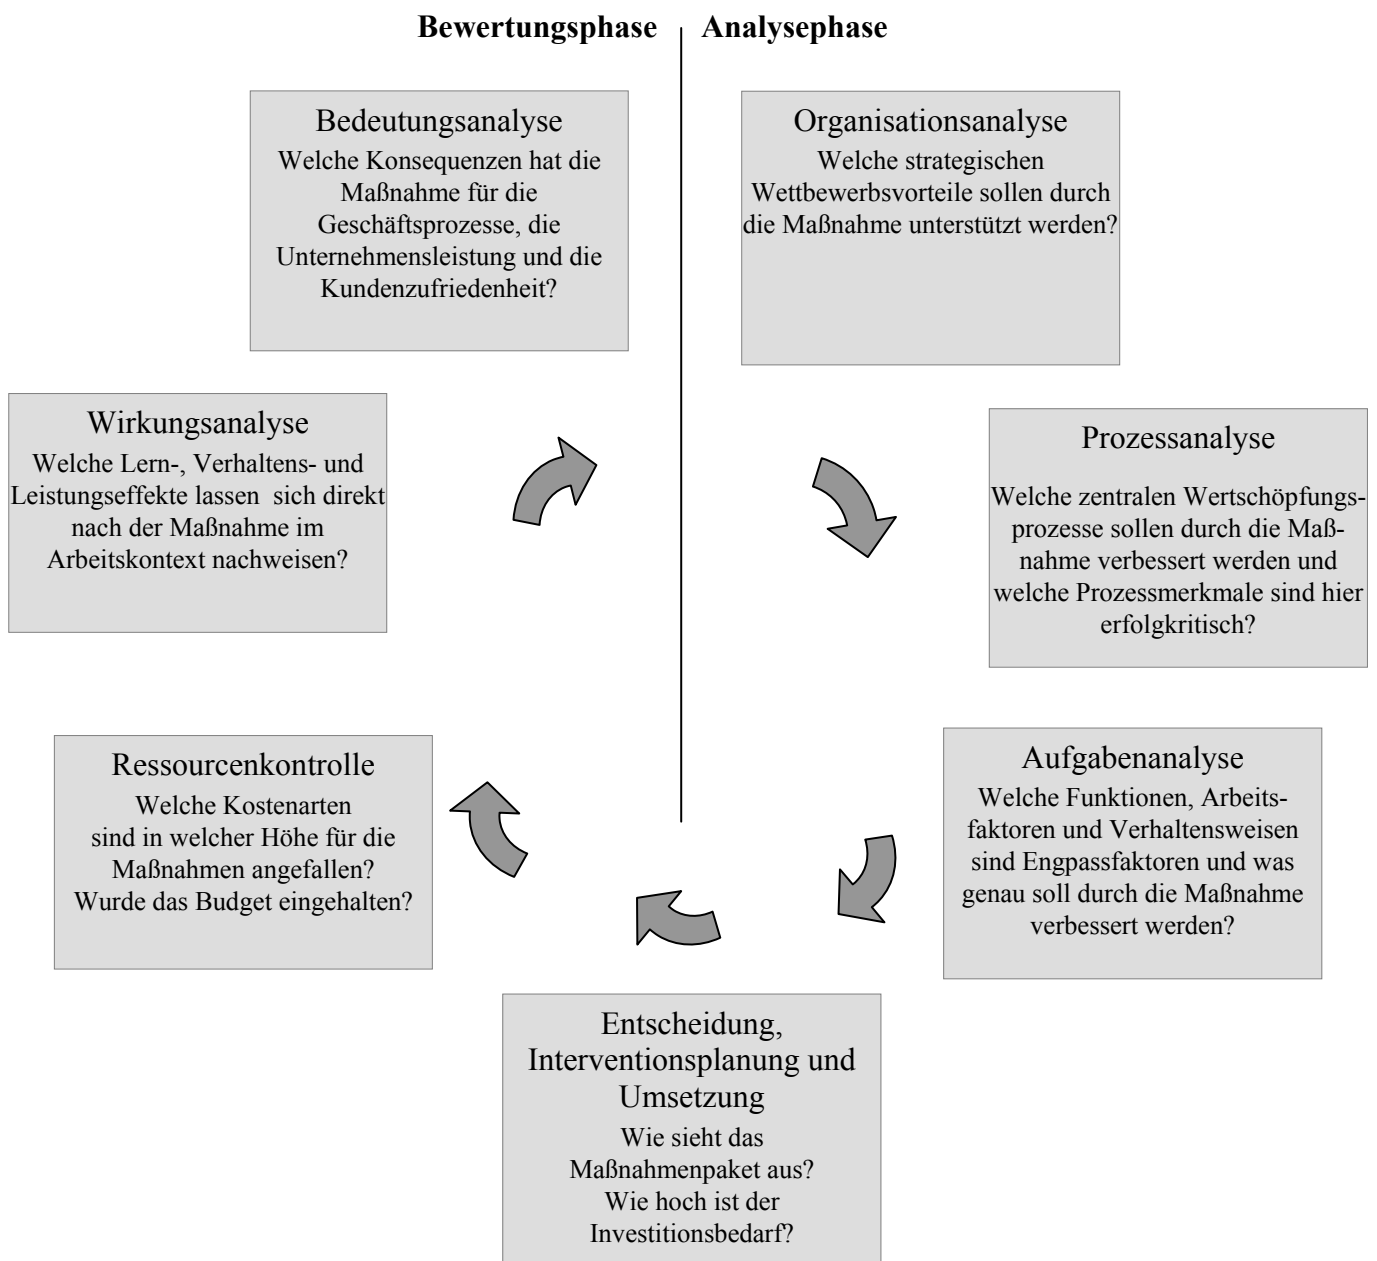 Bewertungsphase
Analysephase
Bedeutungsanalyse
Welche Konsequenzen hat die
Maßnahme für die
Geschäftsprozesse, die
Unternehmensleistung und die
Kundenzufriedenheit?
Organisationsanalyse
Welche strategischen
Wettbewerbsvorteile sollen durch
die Maßnahme unterstützt werden?
Wirkungsanalyse
Welche Lern-, Verhaltens- und
Leistungseffekte lassen sich direkt
nach der Maßnahme im
Arbeitskontext nachweisen?
Prozessanalyse
Welche zentralen Wertschöpfungs-
prozesse sollen durch die Maß-
nahme verbessert werden und
welche Prozessmerkmale sind hier
erfolgkritisch?
Ressourcenkontrolle
Welche Kostenarten
sind in welcher Höhe für die
Maßnahmen angefallen?
Wurde das Budget eingehalten?
Aufgabenanalyse
Welche Funktionen, Arbeits-
faktoren und Verhaltensweisen
sind Engpassfaktoren und was
genau soll durch die Maßnahme
verbessert werden?
Entscheidung,
Interventionsplanung und
Umsetzung
Wie sieht das
Maßnahmenpaket aus?
Wie hoch ist der
Investitionsbedarf?